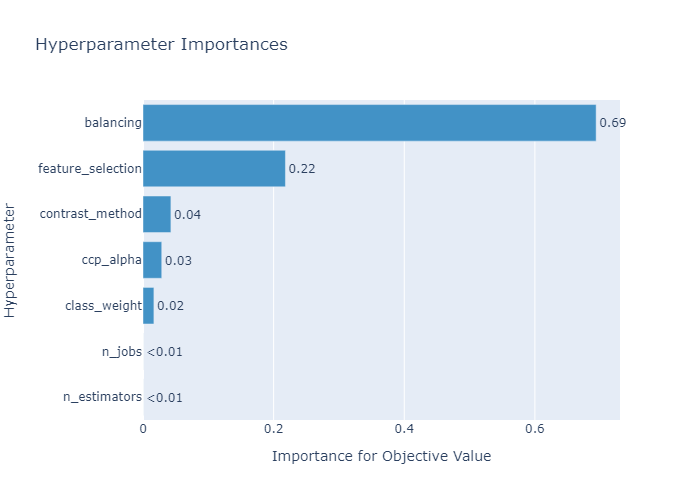 Hyperparameter Importances
Hyperparameter
balancing 0.69
feature_selection 0.22
contrast_method 0.04
ccp_alpha 0.03
class_weight 0.02
n_jobs <0.01
n_estimators <0.01
0 0.2 0.4 0.6
Importance for Objective Value